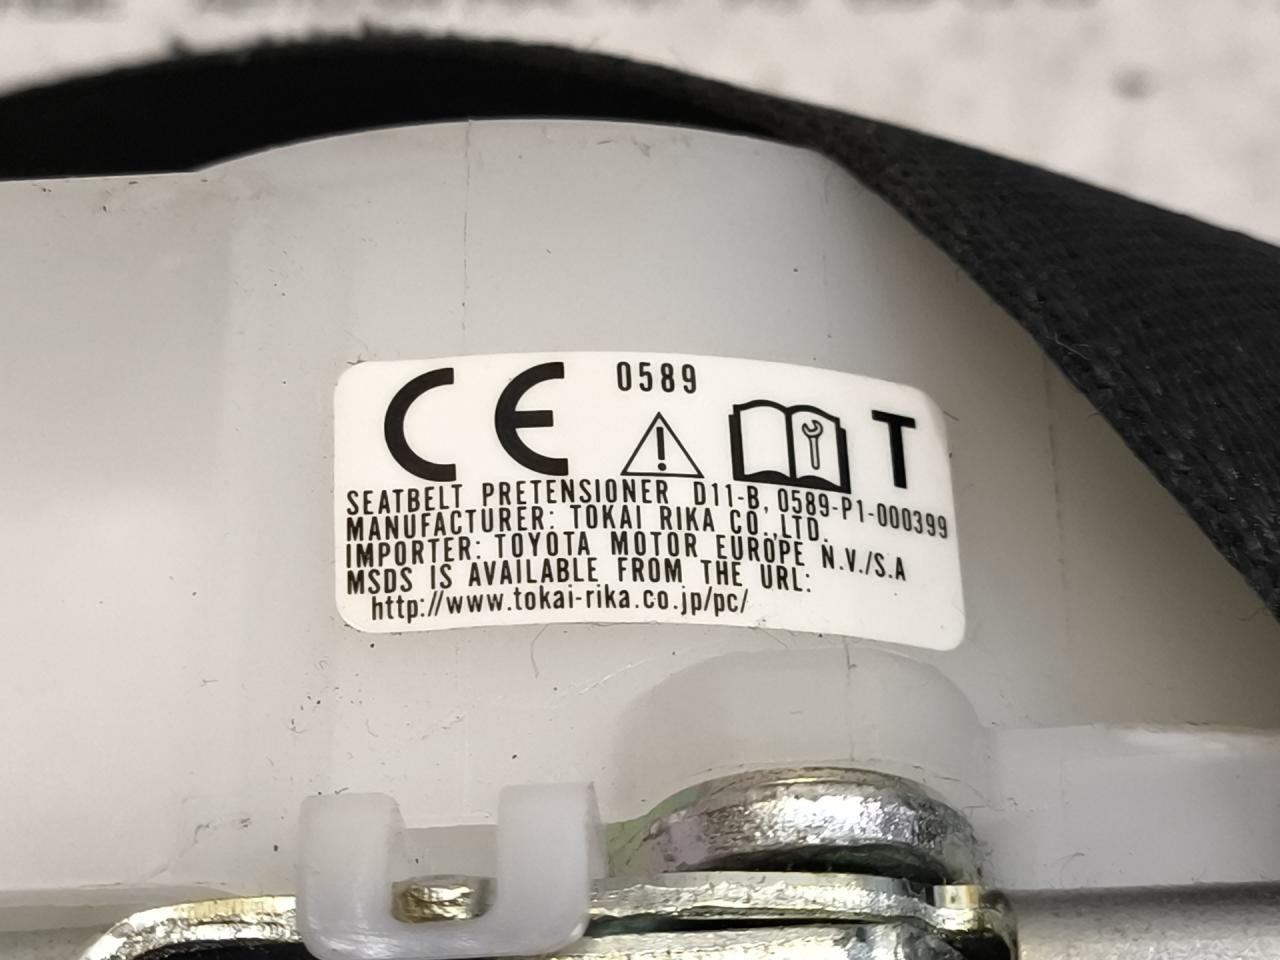 CE 0589 T
SEATBELT PRETENSIONER D11-B, 0589-P1-000399
MANUFACTURER: TOKAI RIKA CO.,LTD.
IMPORTER: TOYOTA MOTOR EUROPE N.V./S.A
MSDS IS AVAILABLE FROM THE URL:
http://www.tokai-rika.co.jp/pc/